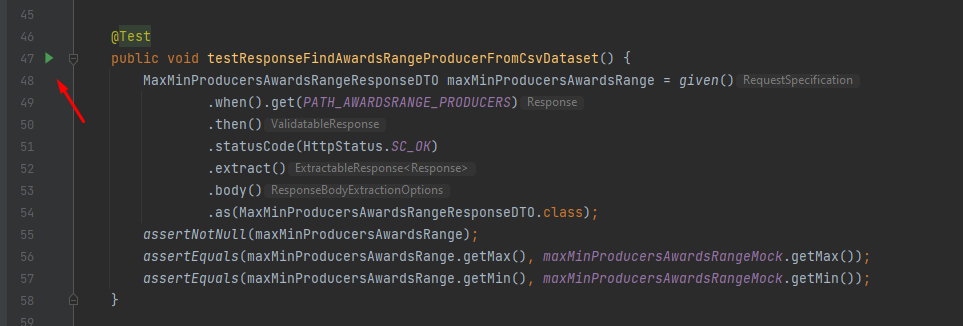 45
46 @Test
47 public void testResponseFindAwardsRangeProducerFromCsvDataset() {
48 MaxMinProducersAwardsRangeResponseDTO maxMinProducersAwardsRange = given() RequestSpecification
49 .when().get(PATH_AWARDSRANGE_PRODUCERS) Response
50 .then() ValidatableResponse
51 .statusCode(HttpStatus.SC_OK)
52 .extract() ExtractableResponse<Response>
53 .body() ResponseBodyExtractionOptions
54 .as(MaxMinProducersAwardsRangeResponseDTO.class);
55 assertNotNull(maxMinProducersAwardsRange);
56 assertEquals(maxMinProducersAwardsRange.getMax(), maxMinProducersAwardsRangeMock.getMax());
57 assertEquals(maxMinProducersAwardsRange.getMin(), maxMinProducersAwardsRangeMock.getMin());
58 }
59